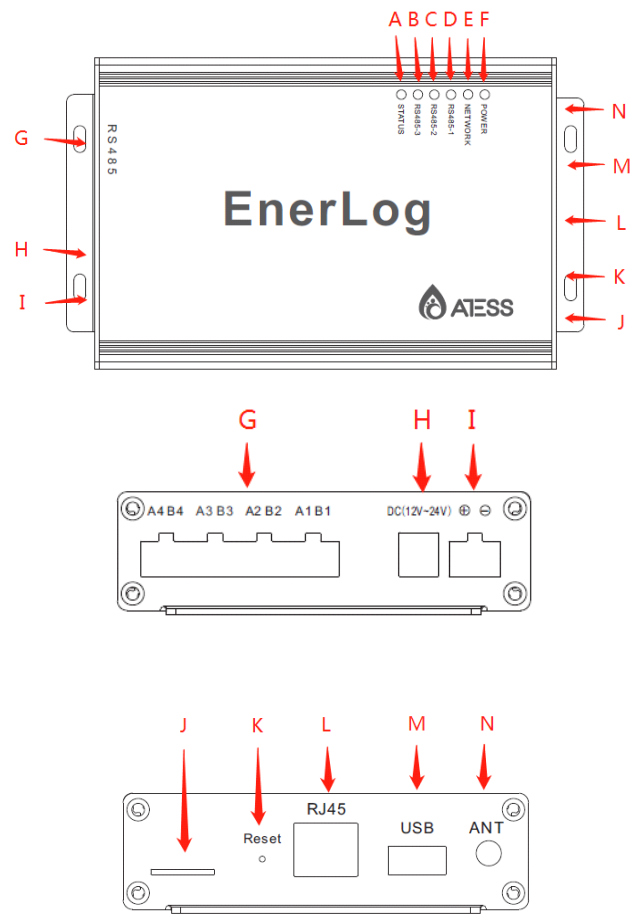 A B C D E F
STATUS
RS485-3
RS485-2
RS485-1
NETWORK
POWER
RS485
G
H
I
N
M
L
K
J
EnerLog
ATESS
G H I
A4 B4 A3 B3 A2 B2 A1 B1 DC(12V~24V) ⊕ ⊖
J K L M N
RJ45
Reset USB ANT